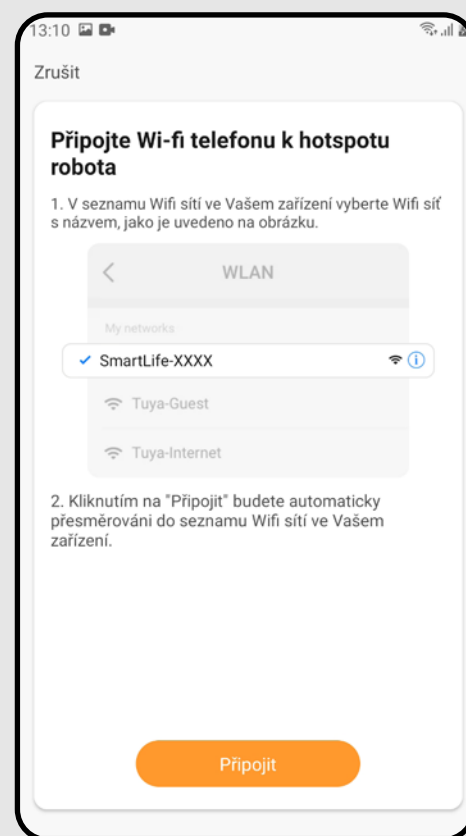 13:10
Zrušit
Připojte Wi-fi telefonu k hotspotu
robota
1. V seznamu Wifi sítí ve Vašem zařízení vyberte Wifi síť
s názvem, jako je uvedeno na obrázku.
WLAN
My networks
SmartLife-XXXX
Tuya-Guest
Tuya-Internet
2. Kliknutím na "Připojit" budete automaticky
přesměrováni do seznamu Wifi sítí ve Vašem
zařízení.
Připojit